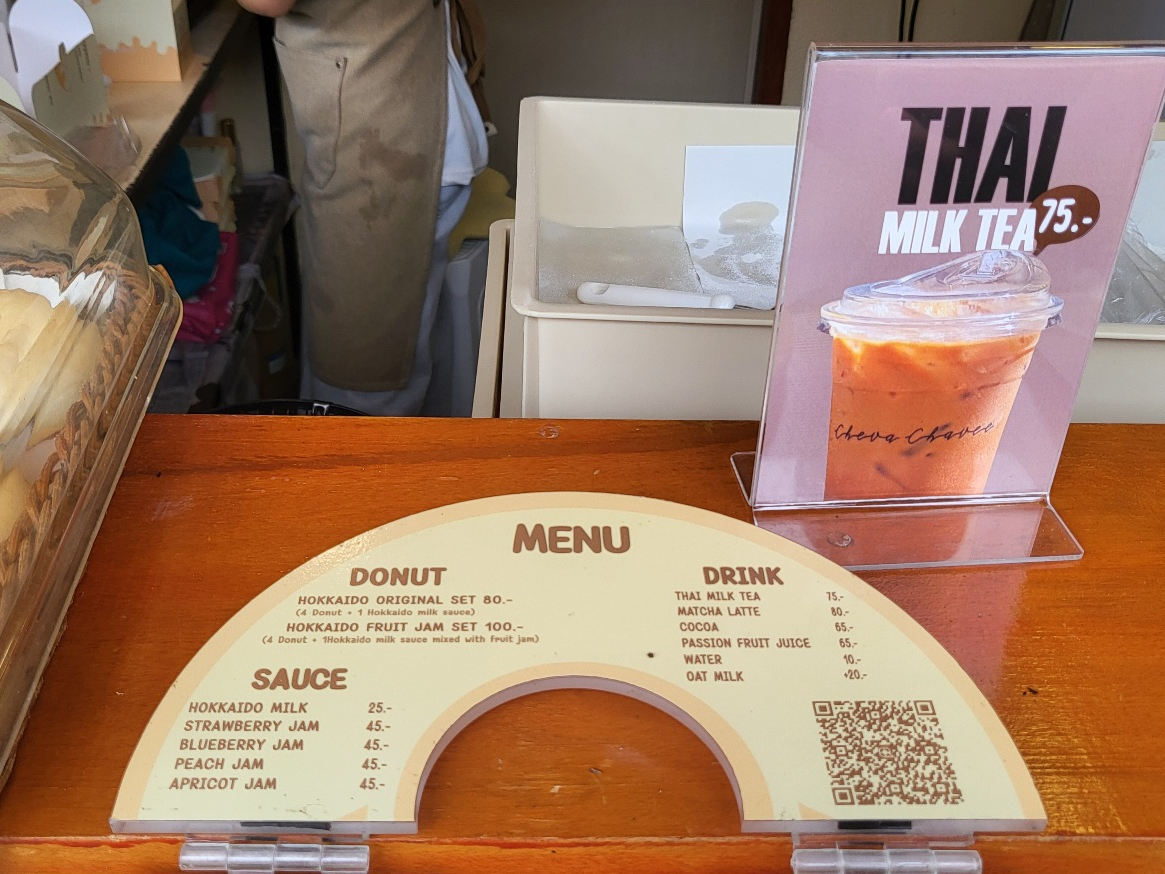 THAI
MILK TEA 75.-
Cheva Chavee
MENU
DONUT
HOKKAIDO ORIGINAL SET 80.-
(4 Donut + 1 Hokkaido milk sauce)
HOKKAIDO FRUIT JAM SET 100.-
(4 Donut + 1Hokkaido milk sauce mixed with fruit jam)
SAUCE
HOKKAIDO MILK 25.-
STRAWBERRY JAM 45.-
BLUEBERRY JAM 45.-
PEACH JAM 45.-
APRICOT JAM 45.-
DRINK
THAI MILK TEA 75.-
MATCHA LATTE 80.-
COCOA 65.-
PASSION FRUIT JUICE 65.-
WATER 10.-
OAT MILK +20.-